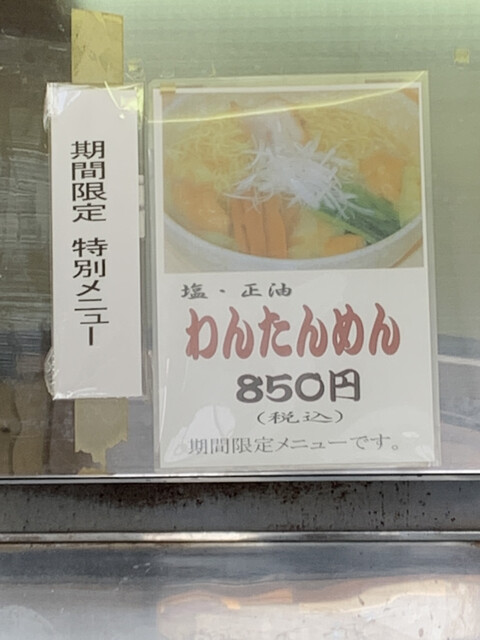 期間限定 特別メニュー
塩・正油
わんたんめん
850円
(税込)
期間限定メニューです。